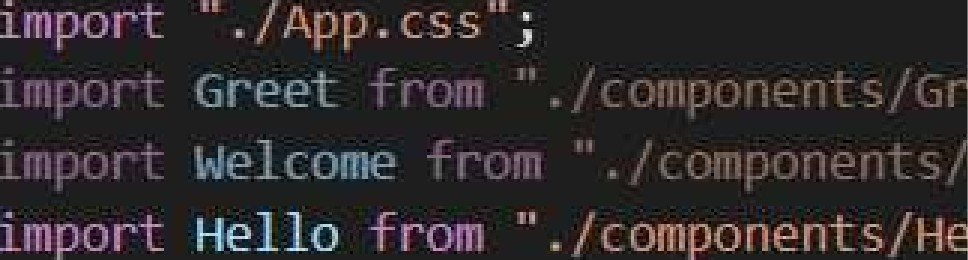 import "./App.css";
import Greet from "./components/Gr
import Welcome from "./components/
import Hello from "./components/He